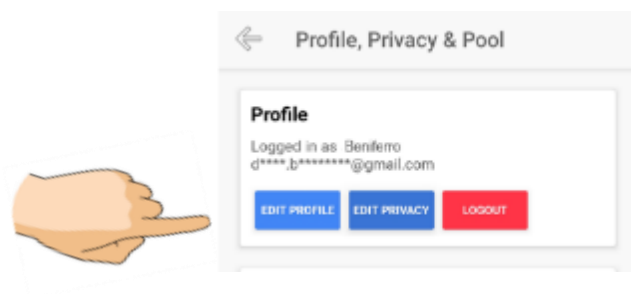 Profile, Privacy & Pool
Profile
Logged in as Beniferro
d****.b********@gmail.com
EDIT PROFILE EDIT PRIVACY LOGOUT